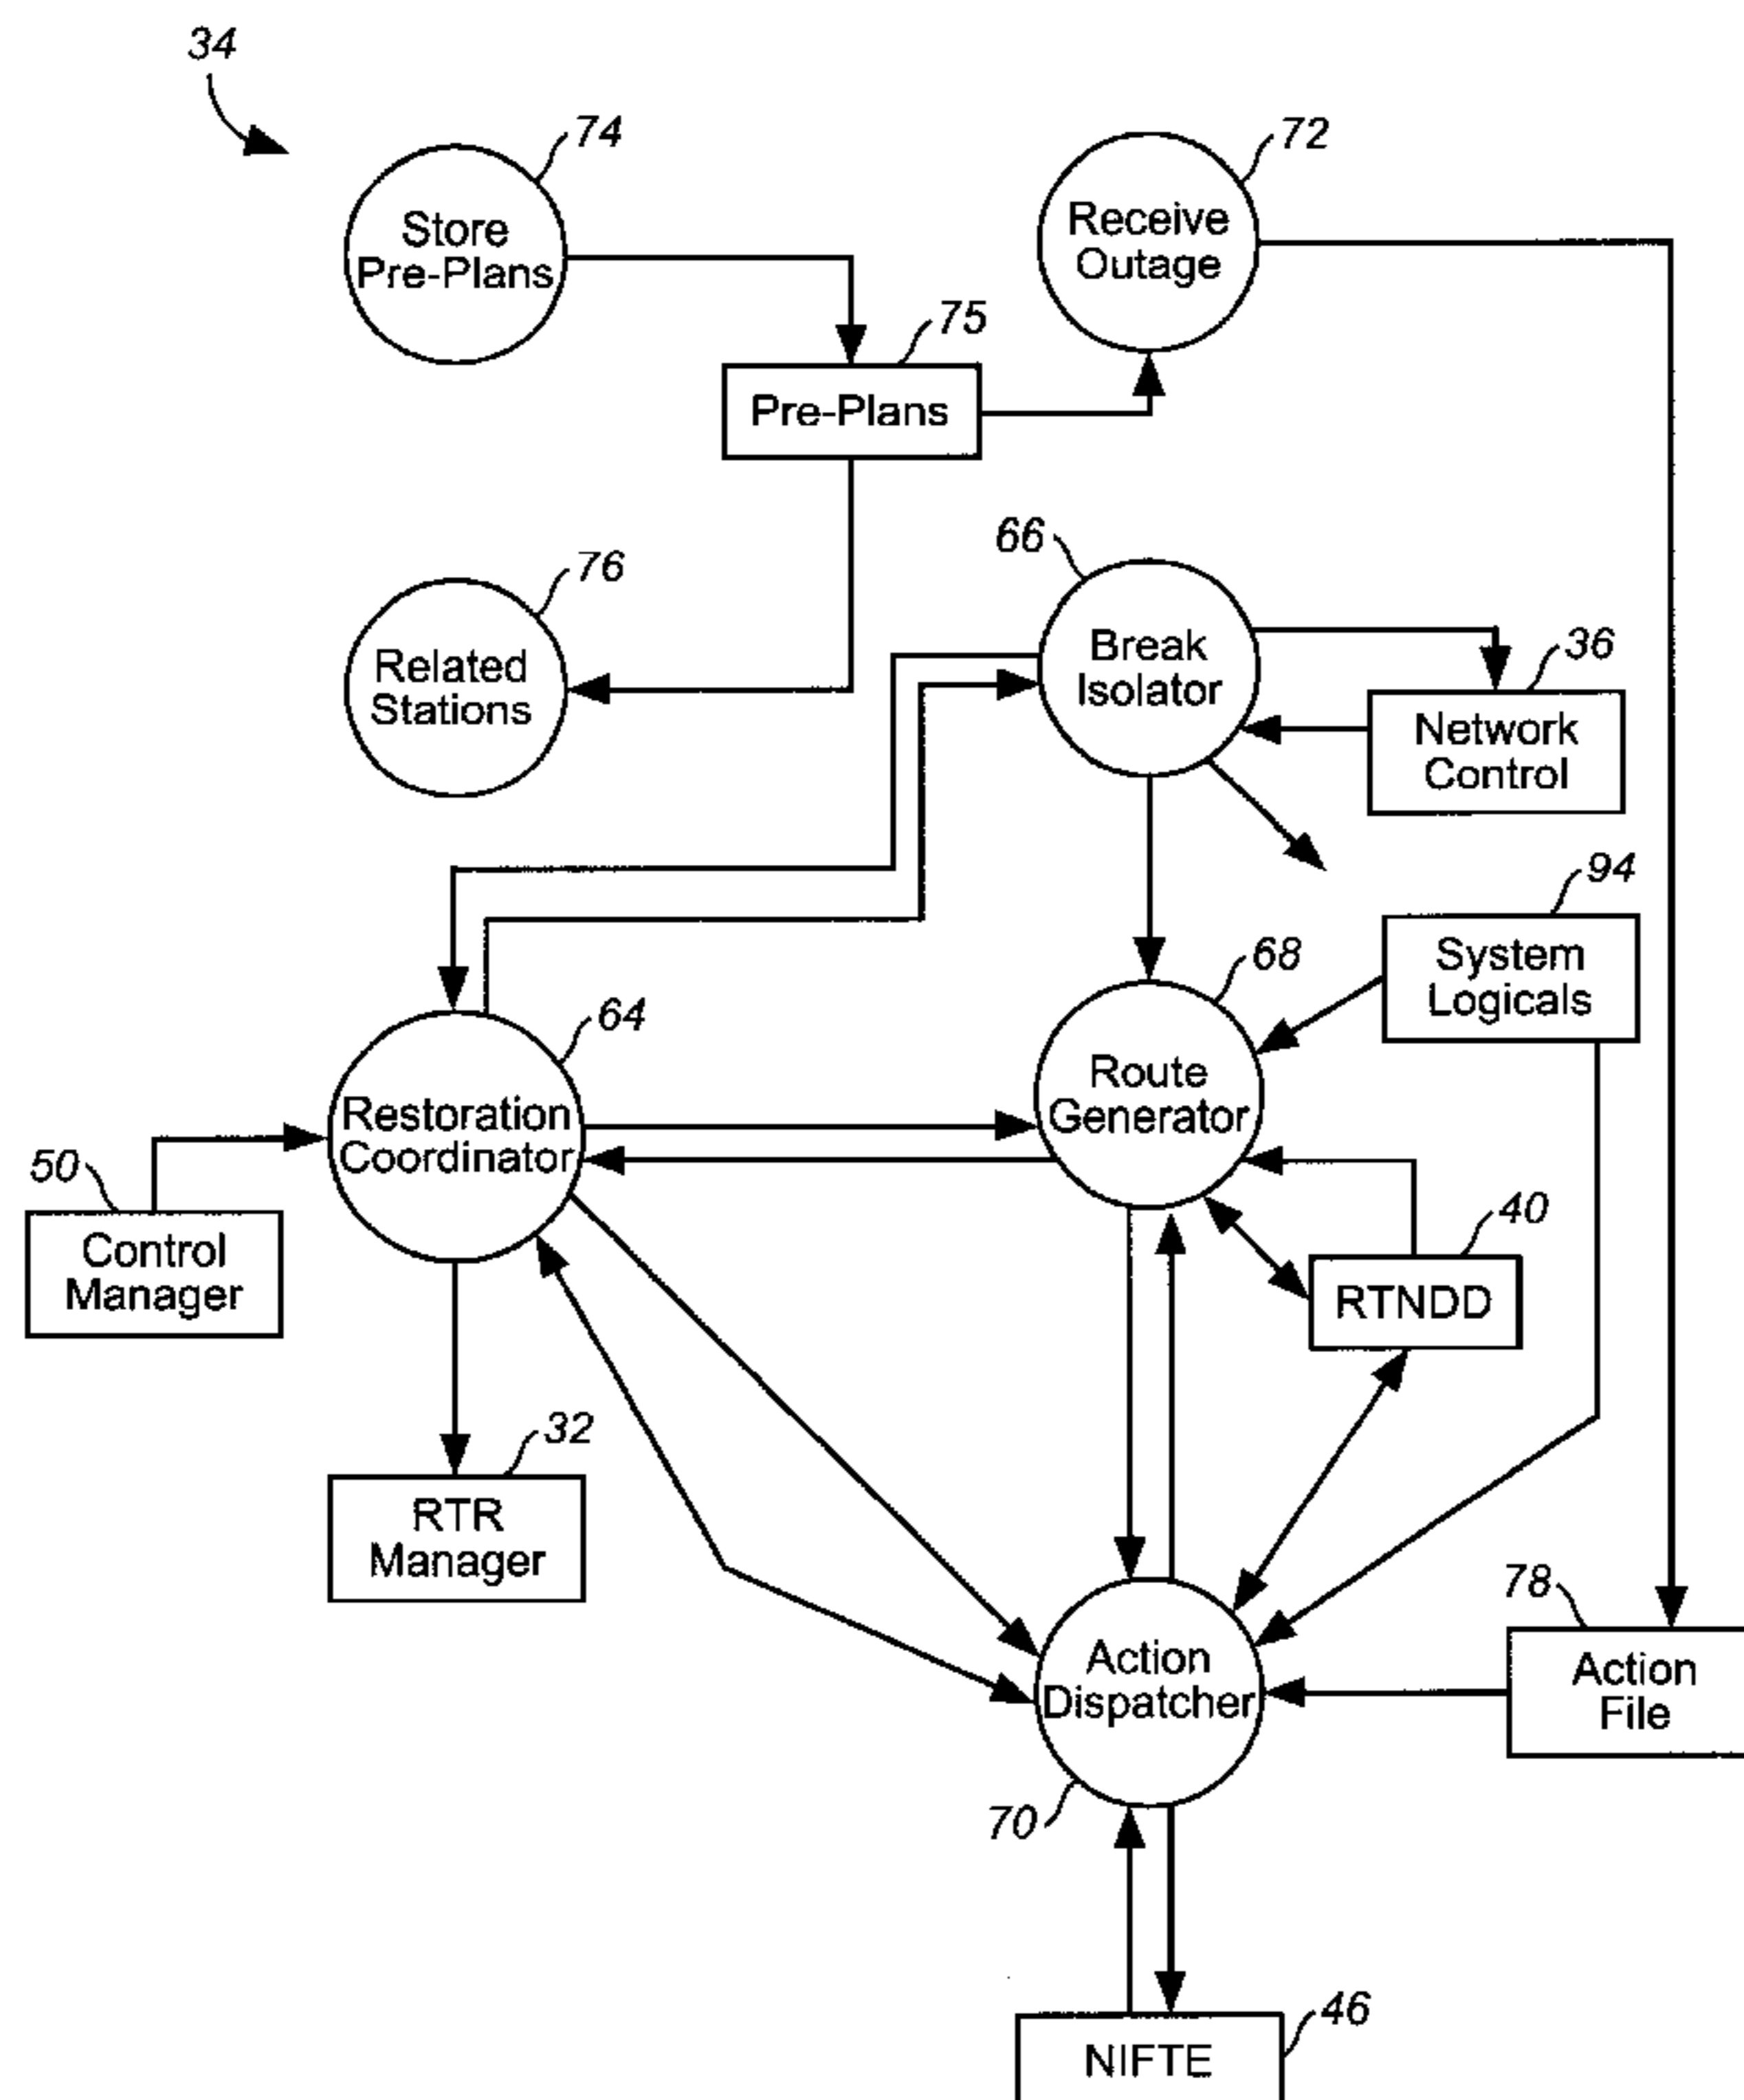 34
74
Store
Pre-Plans
72
Receive
Outage
75
Pre-Plans
76
Related
Stations
66
Break
Isolator
36
Network
Control
94
System
Logicals
68
Route
Generator
64
Restoration
Coordinator
50
Control
Manager
40
RTNDD
32
RTR
Manager
78
Action
File
Action
Dispatcher
70
46
NIFTE